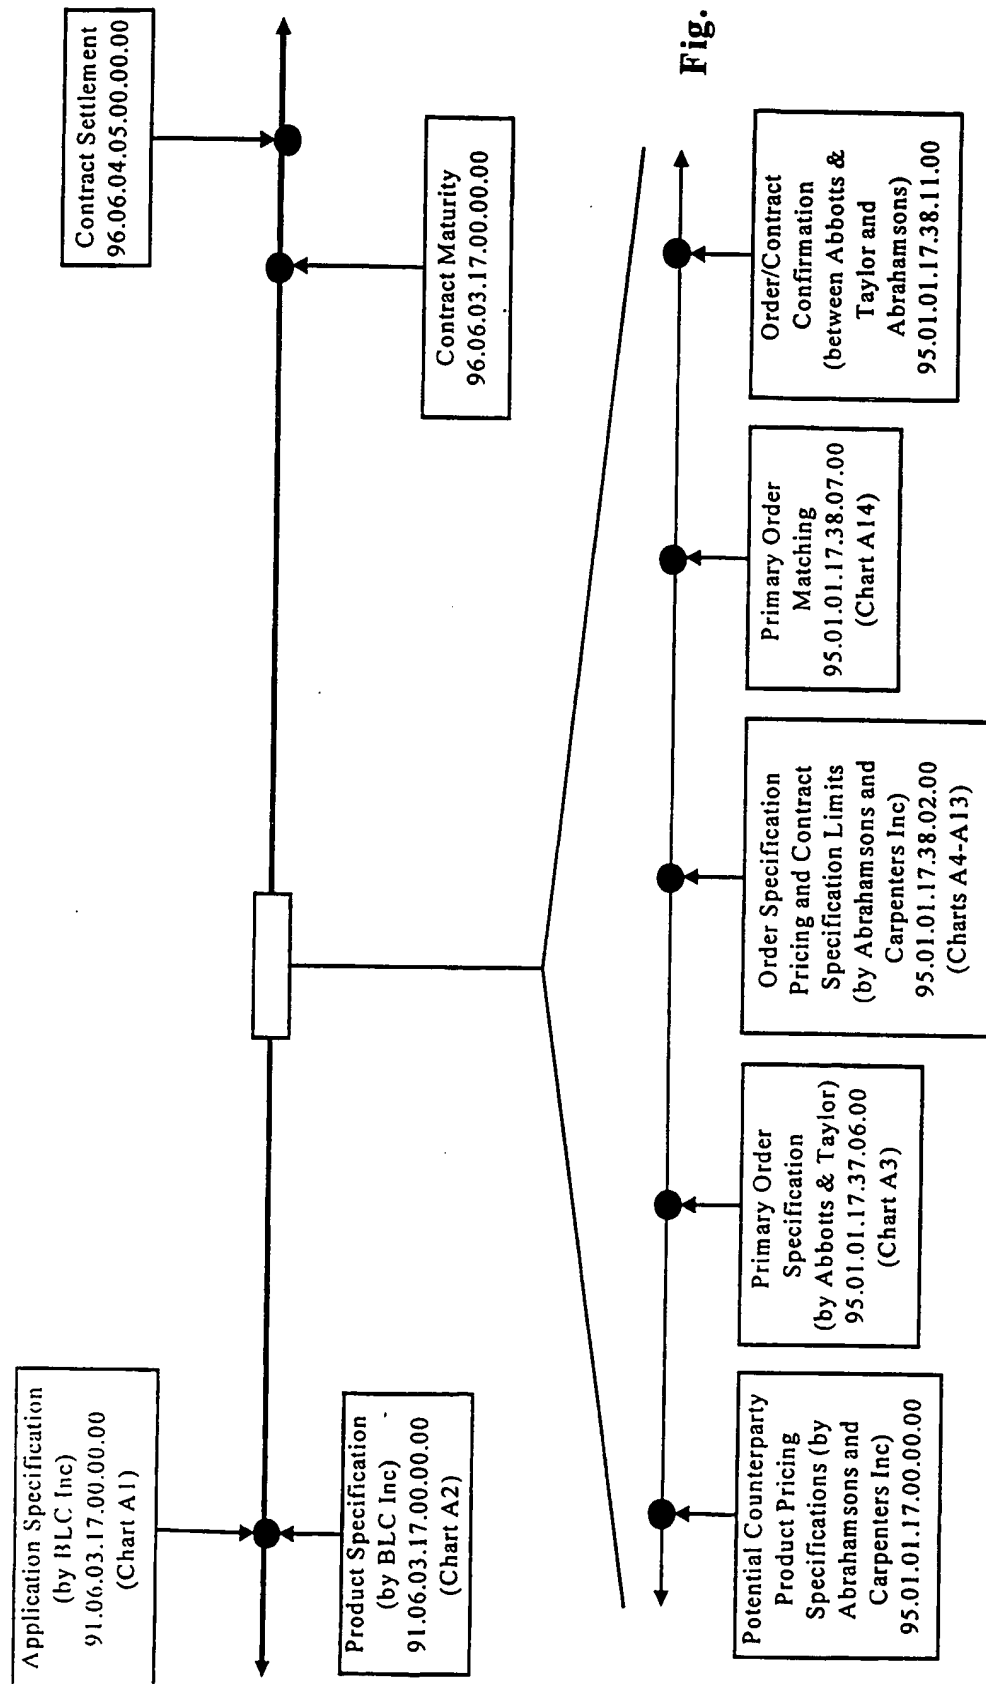 Application Specification
(by BLC Inc)
91.06.03.17.00.00.00
(Chart A1)
Product Specification
(by BLC Inc)
91.06.03.17.00.00.00
(Chart A2)
Contract Maturity
96.06.03.17.00.00.00
Contract Settlement
96.06.04.05.00.00.00
Potential Counterparty
Product Pricing
Specifications (by
Abrahamsons and
Carpenters Inc)
95.01.01.17.00.00.00
Primary Order
Specification
(by Abbotts & Taylor)
95.01.01.17.37.06.00
(Chart A3)
Order Specification
Pricing and Contract
Specification Limits
(by Abrahamsons and
Carpenters Inc)
95.01.01.17.38.02.00
(Charts A4-A13)
Primary Order
Matching
95.01.01.17.38.07.00
(Chart A14)
Order/Contract
Confirmation
(between Abbotts &
Taylor and
Abrahamsons)
95.01.01.17.38.11.00
Fig.